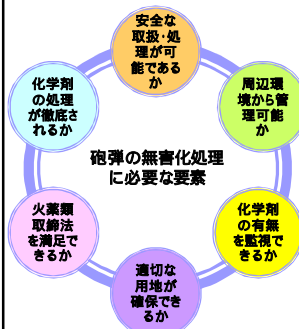 安全な
取扱・処
理が可
能である
か
周辺環
境から管
理可能
か
化学剤
の有無
を監視で
きるか
適切な
用地が
確保でき
るか
火薬類
取締法
を満足で
きるか
化学剤
の処理
が徹底さ
れるか
砲弾の無害化処理
に必要な要素